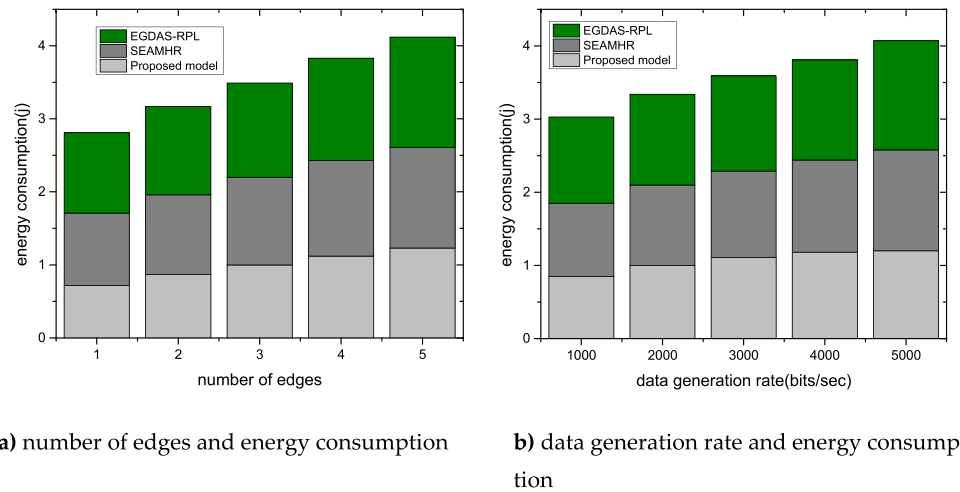 EGDAS-RPL
SEAMHR
Proposed model
energy consumption(j)
4
3
2
1
0
1 2 3 4 5
number of edges
EGDAS-RPL
SEAMHR
Proposed model
energy consumption(j)
4
3
2
1
0
1000 2000 3000 4000 5000
data generation rate(bits/sec)
a) number of edges and energy consumption
b) data generation rate and energy consump
tion